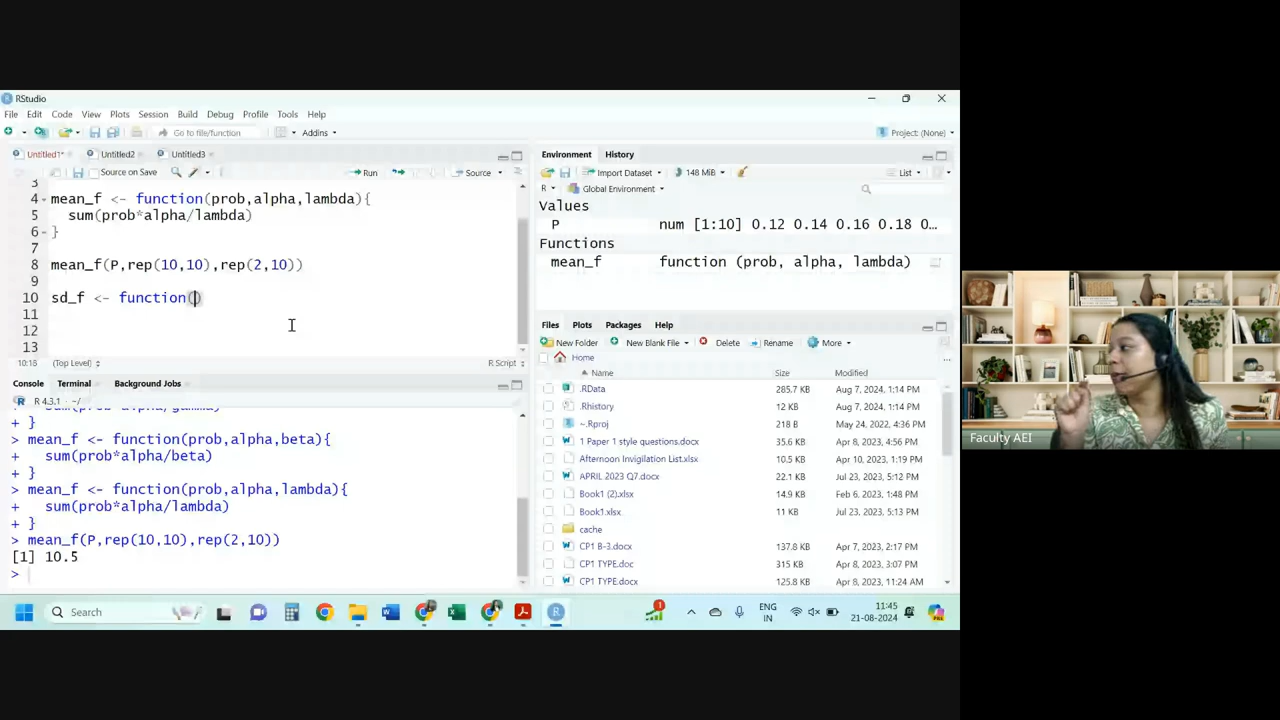 RStudio
File Edit Code View Plots Session Build Debug Profile Tools Help
Go to file/function Addins Project: (None)
Untitled1* Untitled2 Untitled3
Source on Save Run Source
3
4 mean_f <- function(prob,alpha,lambda){
5 sum(prob*alpha/lambda)
6 }
7
8 mean_f(P,rep(10,10),rep(2,10))
9
10 sd_f <- function()
11
12
13
10:18 (Top Level) R Script
Console Terminal Background Jobs
R 4.3.1 · ~/
+ sum(prob*alpha/gamma)
+ }
> mean_f <- function(prob,alpha,beta){
+ sum(prob*alpha/beta)
+ }
> mean_f <- function(prob,alpha,lambda){
+ sum(prob*alpha/lambda)
+ }
> mean_f(P,rep(10,10),rep(2,10))
[1] 10.5
>
Environment History
Import Dataset 148 MiB List
R Global Environment
Values
P num [1:10] 0.12 0.14 0.16 0.18 0…
Functions
mean_f function (prob, alpha, lambda)
Files Plots Packages Help
New Folder New Blank File Delete Rename More
Home
Name Size Modified
.RData 285.7 KB Aug 7, 2024, 1:14 PM
.Rhistory 12 KB Aug 7, 2024, 1:14 PM
~.Rproj 218 B May 24, 2022, 4:36 PM
1 Paper 1 style questions.docx 35.6 KB Apr 8, 2023, 4:56 PM
Afternoon Invigilation List.xlsx 10.5 KB Apr 10, 2023, 1:19 PM
APRIL 2023 Q7.docx 22.1 KB Jul 23, 2023, 5:12 PM
Book1 (2).xlsx 14.9 KB Feb 6, 2023, 1:48 PM
Book1.xlsx 11 KB Jul 23, 2023, 5:13 PM
cache
CP1 B-3.docx 137.8 KB Apr 7, 2023, 2:17 PM
CP1 TYPE.doc 315 KB Apr 8, 2023, 3:07 PM
CP1 TYPE.docx 125.8 KB Apr 8, 2023, 11:24 AM
Faculty AEI
Search
1
ENG
IN
11:45
21-08-2024